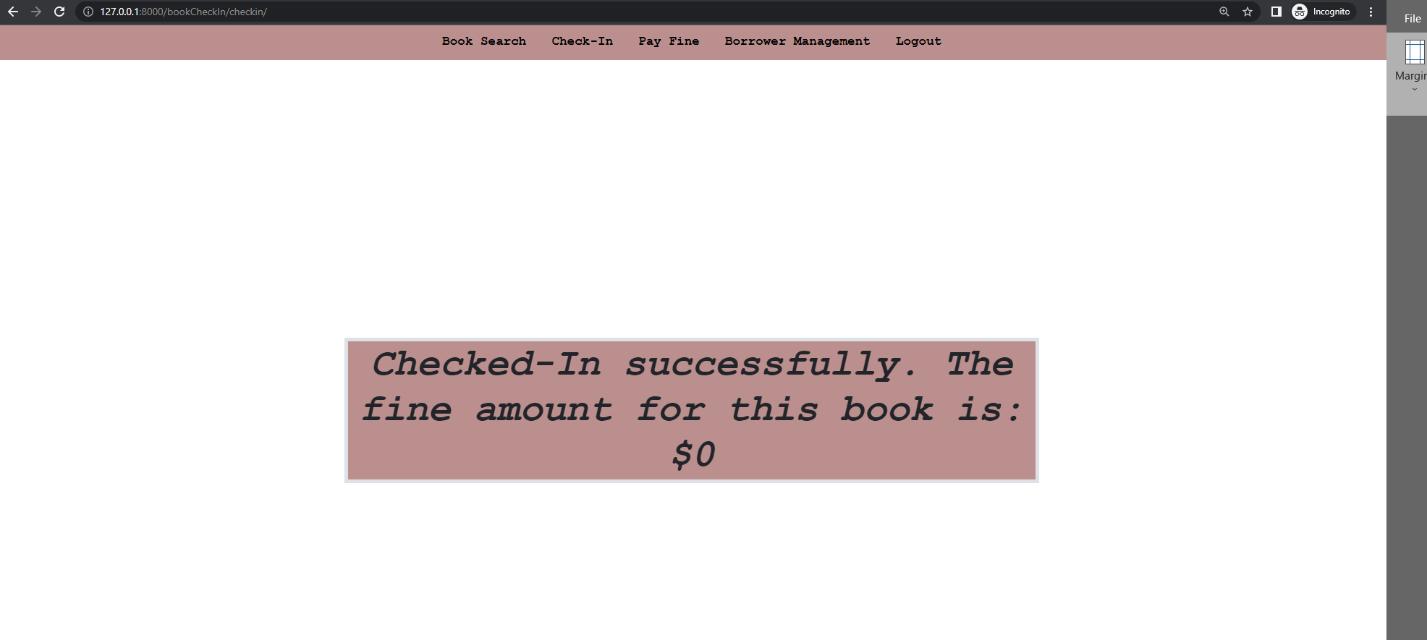 127.0.0.1:8000/bookCheckIn/checkin/
Incognito
File
Book Search Check-In Pay Fine Borrower Management Logout
Margin
Checked-In successfully. The
fine amount for this book is:
$0